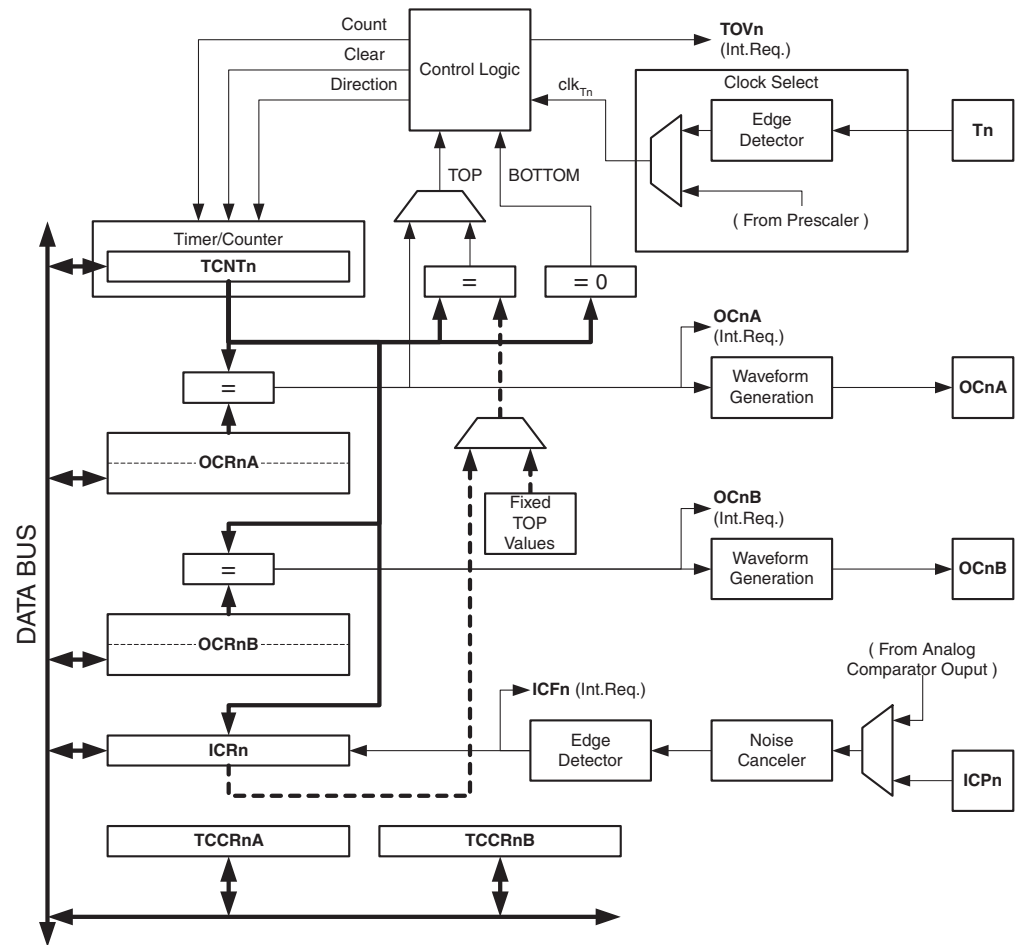 Count
Clear
Direction
Control Logic
TOVn
(Int.Req.)
clkTn
Clock Select
Edge
Detector
Tn
( From Prescaler )
TOP
BOTTOM
Timer/Counter
TCNTn
=
= 0
OCnA
(Int.Req.)
=
Waveform
Generation
OCnA
OCRnA
Fixed
TOP
Values
OCnB
(Int.Req.)
=
Waveform
Generation
OCnB
OCRnB
DATA BUS
( From Analog
Comparator Ouput )
ICFn (Int.Req.)
ICRn
Edge
Detector
Noise
Canceler
ICPn
TCCRnA
TCCRnB